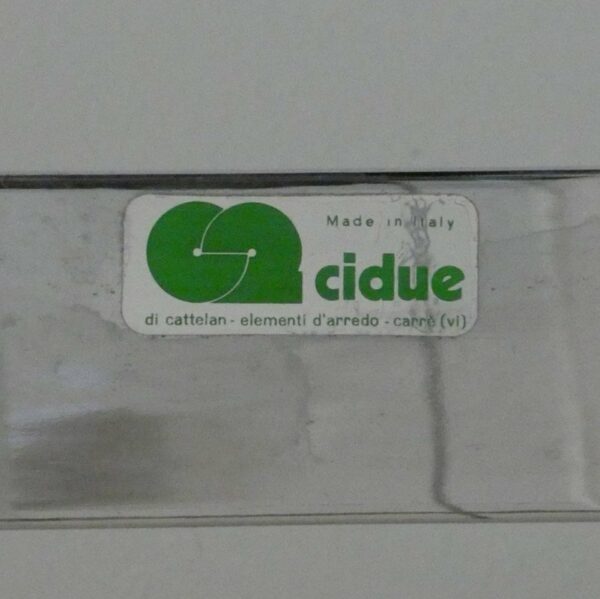 Made in Italy
cidue
di cattelan - elementi d'arredo - carrè (vi)